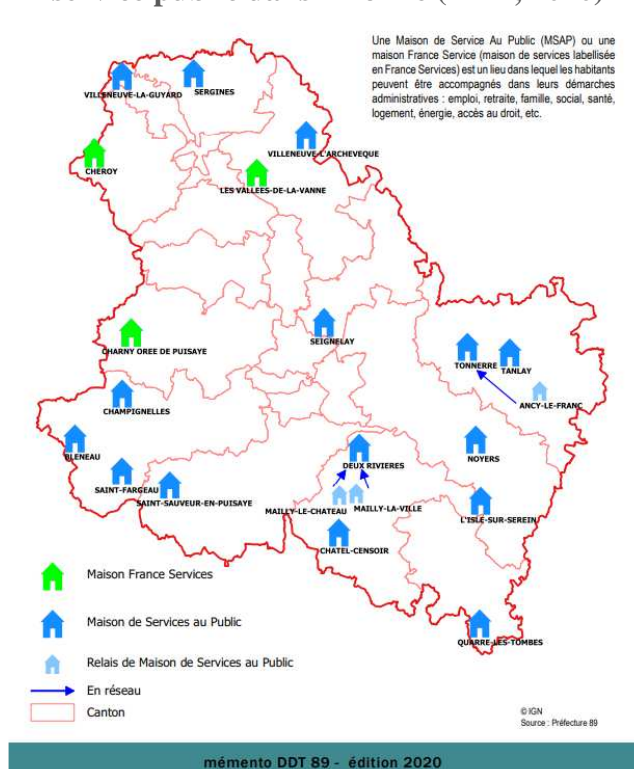 Une Maison de Service Au Public (MSAP) ou une
maison France Service (maison de services labellisée
en France Services) est un lieu dans lequel les habitants
peuvent être accompagnés dans leurs démarches
administratives : emploi, retraite, famille, social, santé,
logement, énergie, accès au droit, etc.
VILLENEUVE-LA-GUYARD
SERGINES
VILLENEUVE-L'ARCHEVEQUE
CHEROY
LES VALLEES-DE-LA-VANNE
SEIGNELAY
CHARNY OREE DE PUISAYE
TONNERRE
TANLAY
ANCY-LE-FRANC
CHAMPIGNELLES
BLENEAU
NOYERS
DEUX RIVIERES
SAINT-FARGEAU
SAINT-SAUVEUR-EN-PUISAYE
MAILLY-LE-CHATEAU
MAILLY-LA-VILLE
L'ISLE-SUR-SEREIN
CHATEL-CENSOIR
QUARRE-LES-TOMBES
Maison France Services
Maison de Services au Public
Relais de Maison de Services au Public
En réseau
Canton
© IGN
Source : Préfecture 89
mémento DDT 89 - édition 2020